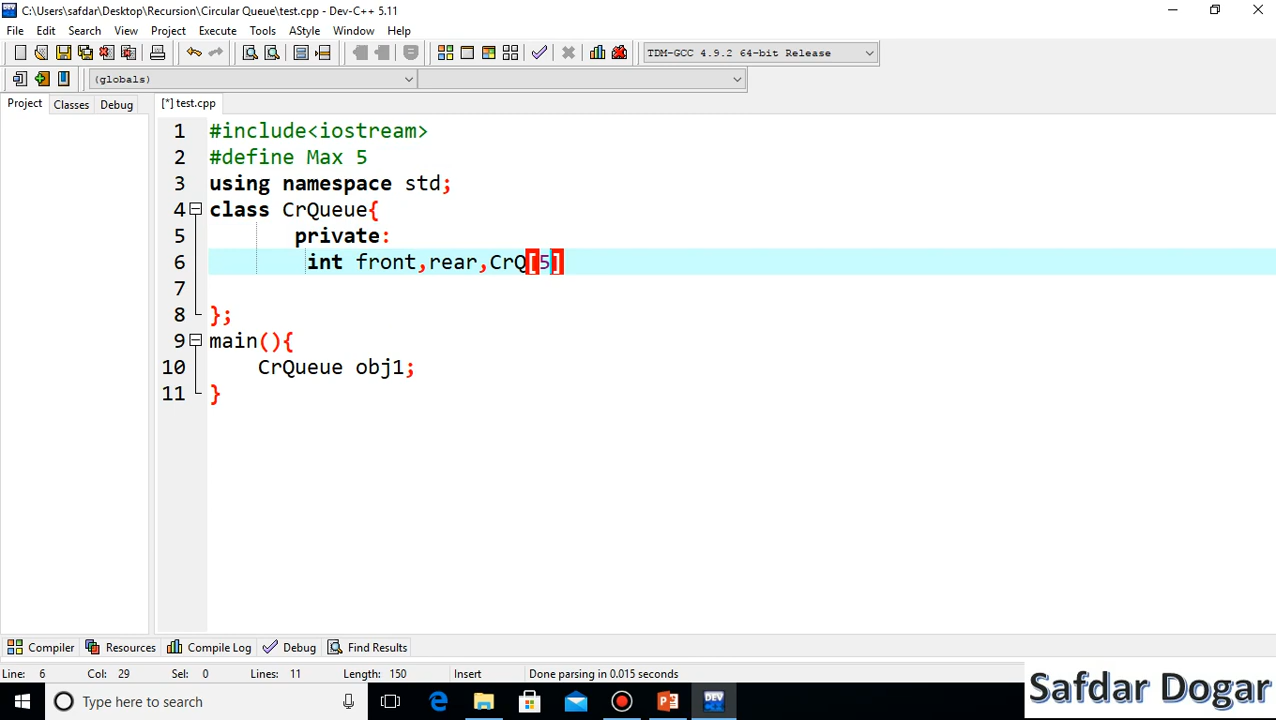 C:\Users\safdar\Desktop\Recursion\Circular Queue\test.cpp - Dev-C++ 5.11
File Edit Search View Project Execute Tools AStyle Window Help
TDM-GCC 4.9.2 64-bit Release
(globals)
Project Classes Debug [*] test.cpp
1 #include<iostream>
2 #define Max 5
3 using namespace std;
4 class CrQueue{
5 private:
6 int front,rear,CrQ[5]
7
8 };
9 main(){
10 CrQueue obj1;
11 }
Compiler Resources Compile Log Debug Find Results
Line: 6 Col: 29 Sel: 0 Lines: 11 Length: 150 Insert Done parsing in 0.015 seconds
Type here to search
DEV
Safdar Dogar